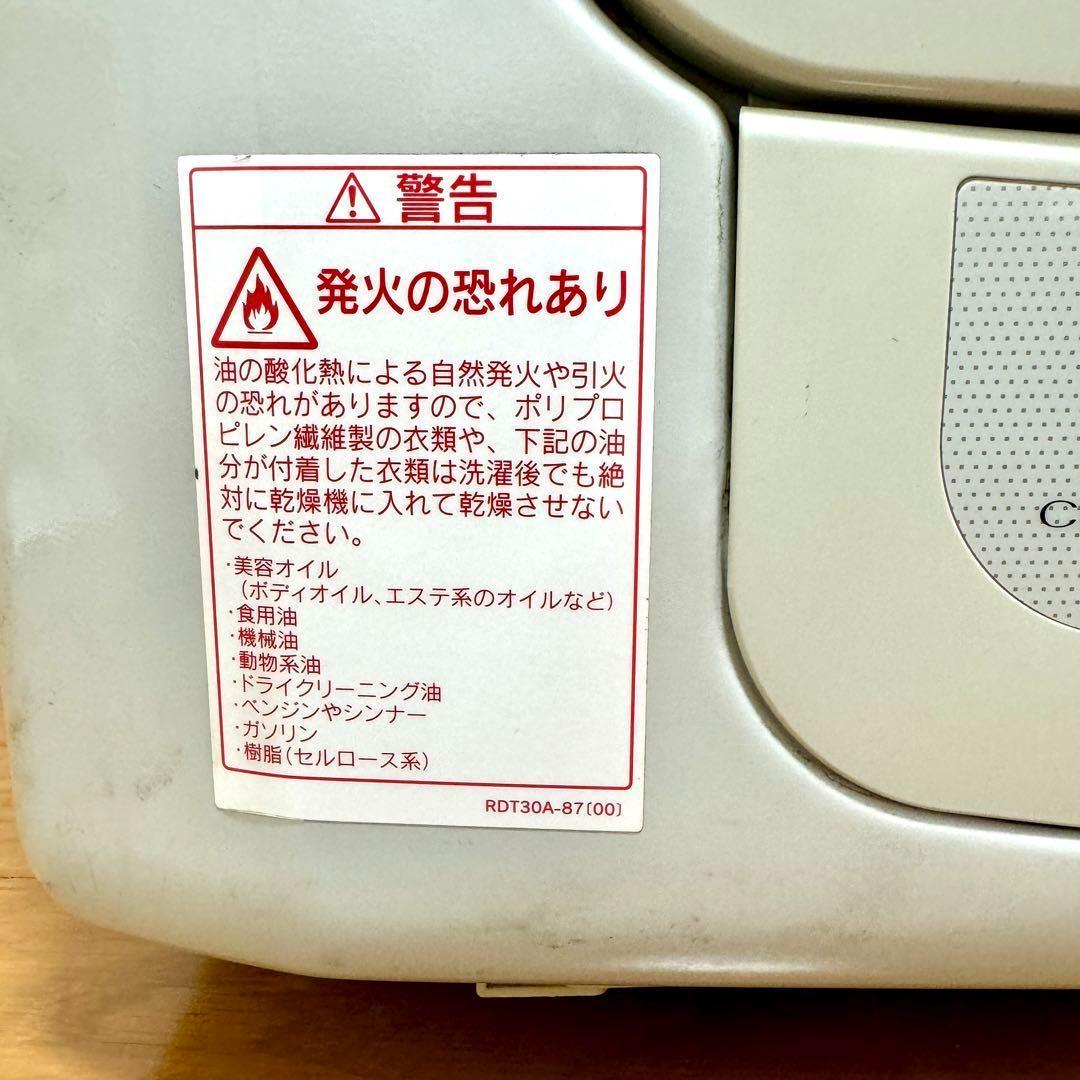 警告
発火の恐れあり
油の酸化熱による自然発火や引火
の恐れがありますので、ポリプロ
ピレン繊維製の衣類や、下記の油
分が付着した衣類は洗濯後でも絶
対に乾燥機に入れて乾燥させない
でください。
・美容オイル
（ボディオイル、エステ系のオイルなど）
・食用油
・機械油
・動物系油
・ドライクリーニング油
・ベンジンやシンナー
・ガソリン
・樹脂（セルロース系）
RDT30A-87〔00〕